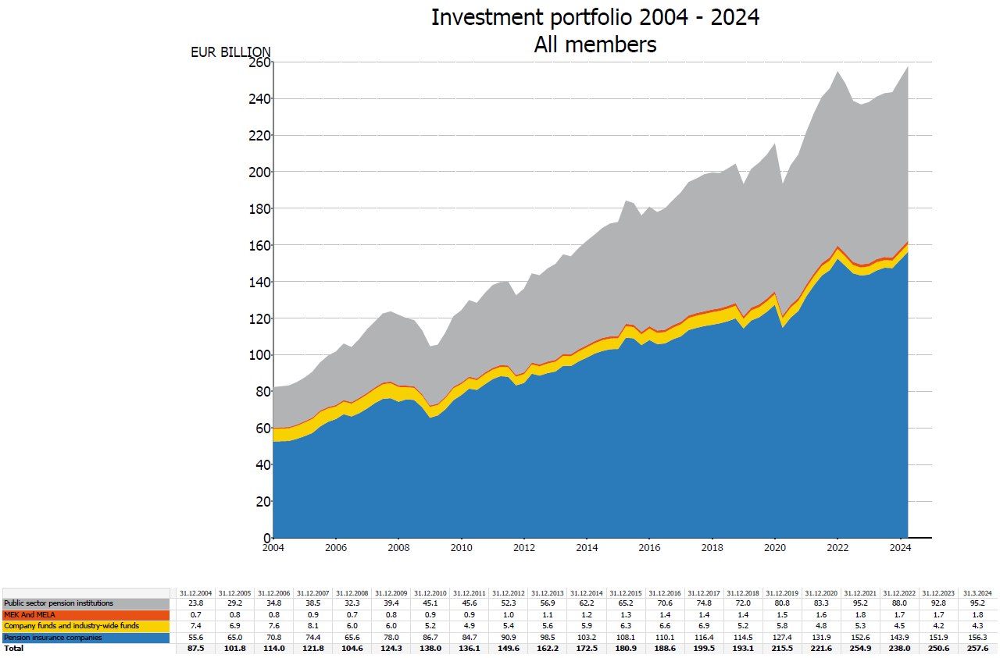 Investment portfolio 2004 - 2024
All members
EUR BILLION
260
240
220
200
180
160
140
120
100
80
60
40
20
0
2004 2006 2008 2010 2012 2014 2016 2018 2020 2022 2024
31.12.2004 31.12.2005 31.12.2006 31.12.2007 31.12.2008 31.12.2009 31.12.2010 31.12.2011 31.12.2012 31.12.2013 31.12.2014 31.12.2015 31.12.2016 31.12.2017 31.12.2018 31.12.2019 31.12.2020 31.12.2021 31.12.2022 31.12.2023 31.3.2024
Public sector pension institutions 23.8 29.2 34.8 38.5 32.3 39.4 45.1 45.6 52.3 56.9 62.2 65.2 70.6 74.8 72.0 80.8 83.3 95.2 88.0 92.8 95.2
MEK And MELA 0.7 0.8 0.8 0.9 0.7 0.8 0.9 0.9 1.0 1.1 1.2 1.3 1.4 1.4 1.4 1.5 1.6 1.8 1.7 1.7 1.8
Company funds and industry-wide funds 7.4 6.9 7.6 8.1 6.0 6.0 5.2 4.9 5.4 5.6 5.9 6.3 6.6 6.9 5.2 5.8 4.8 5.3 4.5 4.2 4.3
Pension insurance companies 55.6 65.0 70.8 74.4 65.6 78.0 86.7 84.7 90.9 98.5 103.2 108.1 110.1 116.4 114.5 127.4 131.9 152.6 143.9 151.9 156.3
Total 87.5 101.8 114.0 121.8 104.6 124.3 138.0 136.1 149.6 162.2 172.5 180.9 188.6 199.5 193.1 215.5 221.6 254.9 238.0 250.6 257.6